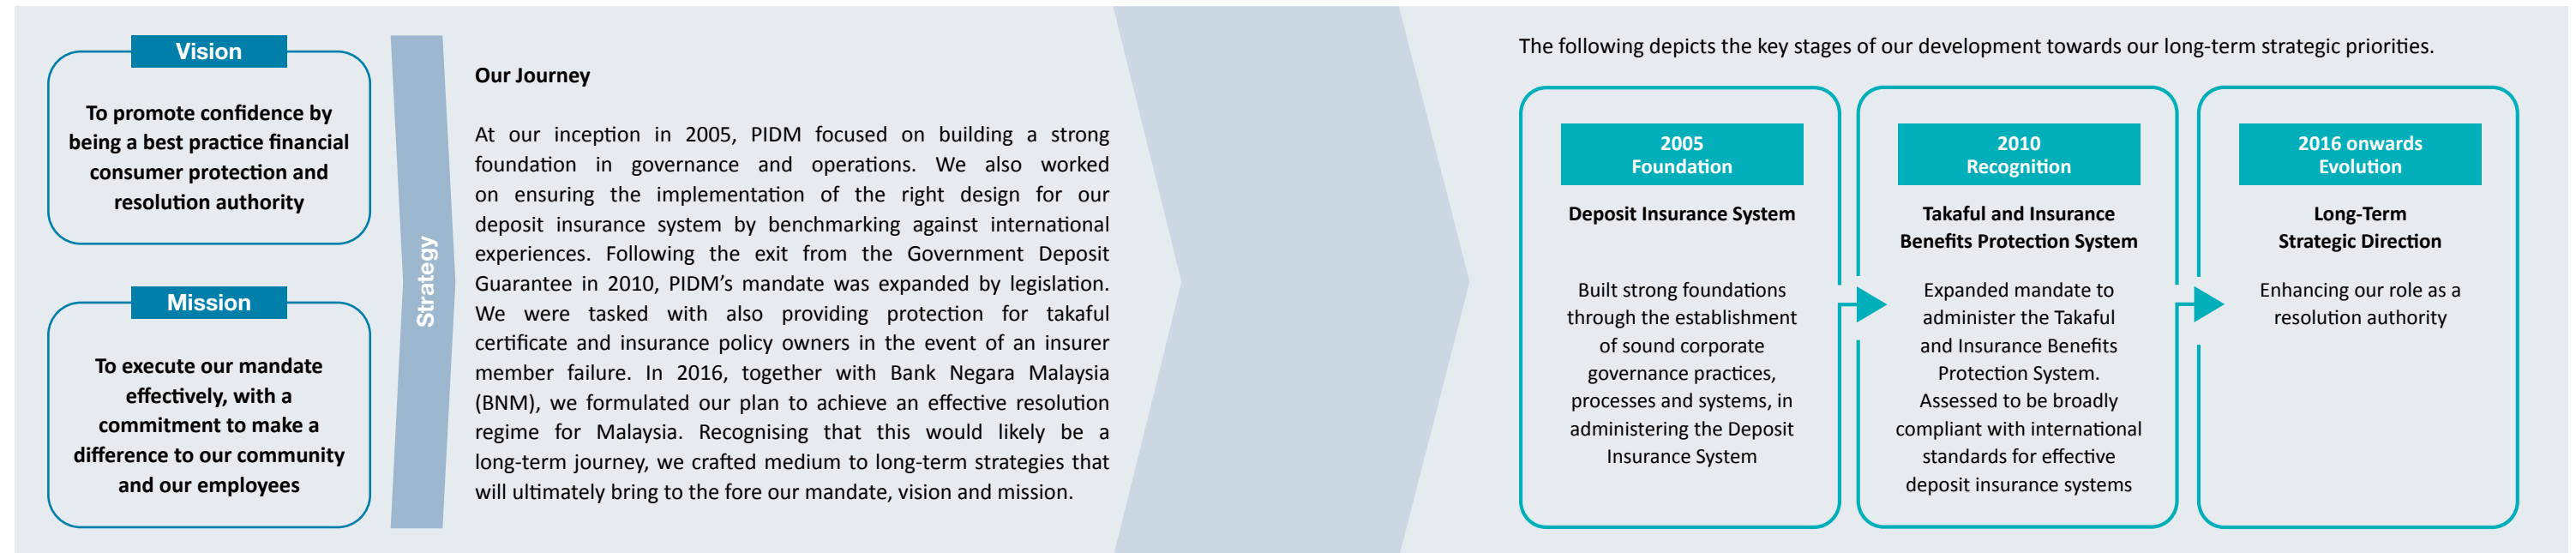 Vision
To promote confidence by
being a best practice financial
consumer protection and
resolution authority
Mission
To execute our mandate
effectively, with a
commitment to make a
difference to our community
and our employees
Strategy
Our Journey
At our inception in 2005, PIDM focused on building a strong
foundation in governance and operations. We also worked
on ensuring the implementation of the right design for our
deposit insurance system by benchmarking against international
experiences. Following the exit from the Government Deposit
Guarantee in 2010, PIDM’s mandate was expanded by legislation.
We were tasked with also providing protection for takaful
certificate and insurance policy owners in the event of an insurer
member failure. In 2016, together with Bank Negara Malaysia
(BNM), we formulated our plan to achieve an effective resolution
regime for Malaysia. Recognising that this would likely be a
long-term journey, we crafted medium to long-term strategies that
will ultimately bring to the fore our mandate, vision and mission.
The following depicts the key stages of our development towards our long-term strategic priorities.
2005
Foundation
Deposit Insurance System
Built strong foundations
through the establishment
of sound corporate
governance practices,
processes and systems, in
administering the Deposit
Insurance System
2010
Recognition
Takaful and Insurance
Benefits Protection System
Expanded mandate to
administer the Takaful
and Insurance Benefits
Protection System.
Assessed to be broadly
compliant with international
standards for effective
deposit insurance systems
2016 onwards
Evolution
Long-Term
Strategic Direction
Enhancing our role as a
resolution authority